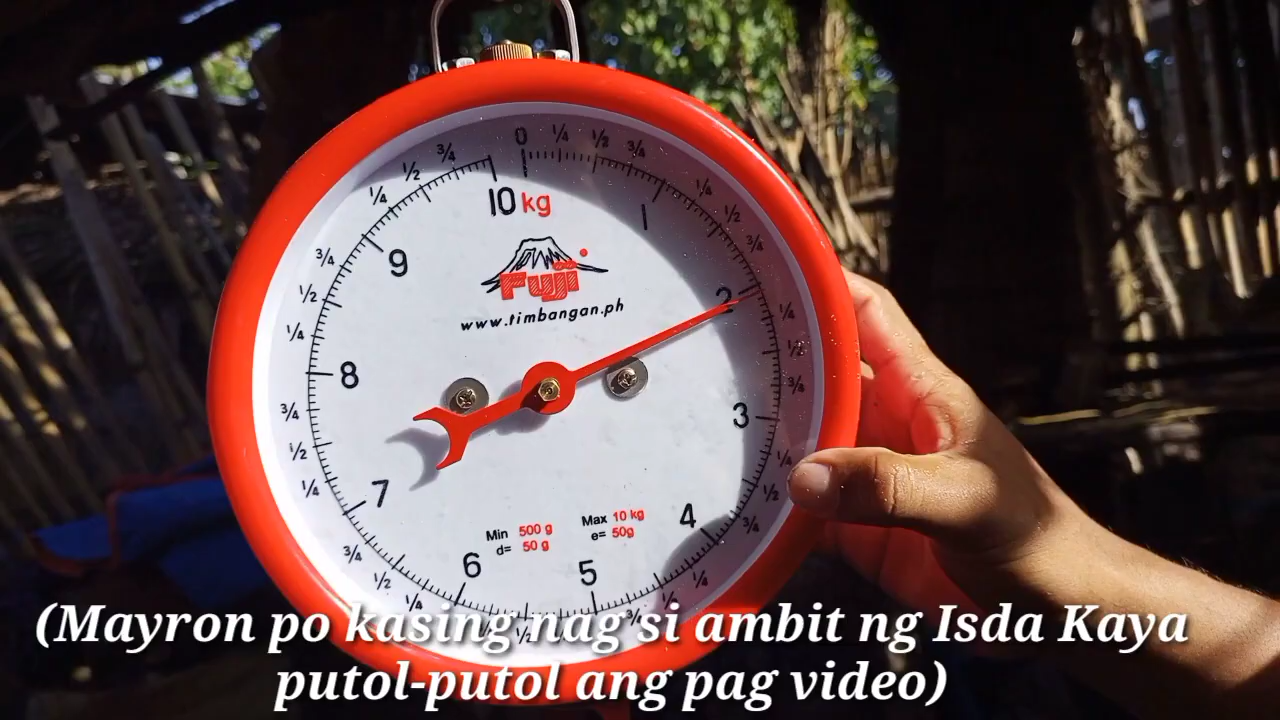 0 ¼ ½ ¾
1 ¼ ½ ¾
2 ¼ ½ ¾
3 ¼ ½ ¾
4 ¼ ¾
5 ½ ¼
6 ¾ ½ ¼
7 ¾ ½ ¼
8 ¾ ½ ¼
9 ¾ ½ ¼
10 kg
Fuji
www.timbangan.ph
Min 500 g
d= 50 g
Max 10 kg
e= 50g
(Mayron po kasing nag si ambit ng Isda Kaya
putol-putol ang pag video)